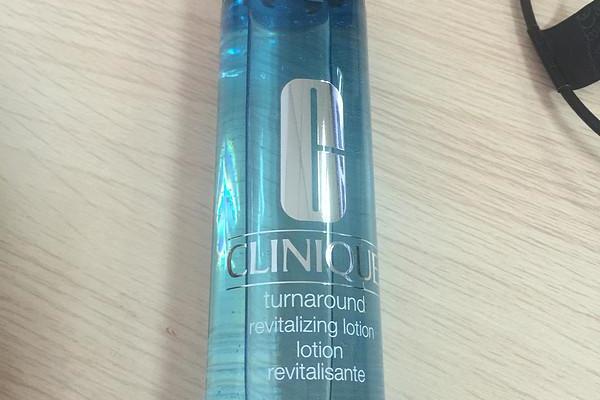 C
CLINIQUE
turnaround
revitalizing lotion
lotion
revitalisante